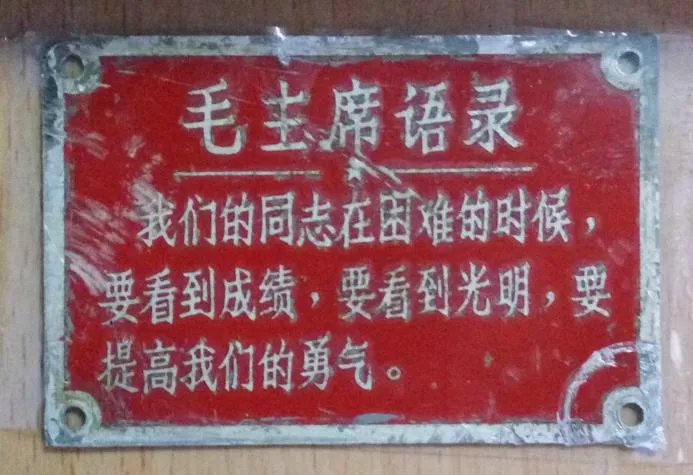 毛主席语录
我们的同志在困难的时候，
要看到成绩，要看到光明，要
提高我们的勇气。